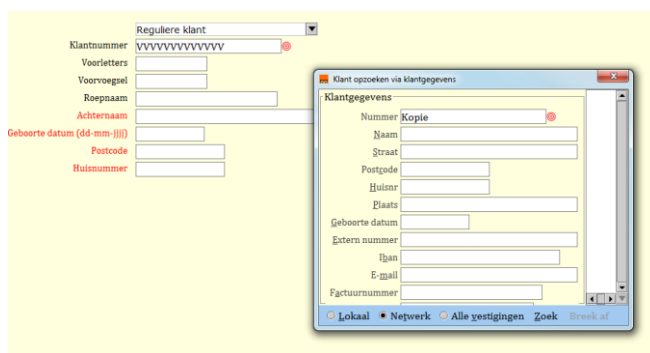 Reguliere klant
Klantnummer VVVVVVVVVVVVV
Voorletters
Voorvoegsel
Roepnaam
Achternaam
Geboorte datum (dd-mm-jjjj)
Postcode
Huisnummer
Klant opzoeken via klantgegevens
Klantgegevens
Nummer Kopie
Naam
Straat
Postcode
Huisnr
Plaats
Geboorte datum
Extern nummer
Iban
E-mail
Factuurnummer
Lokaal Netwerk Alle vestigingen Zoek Breek af